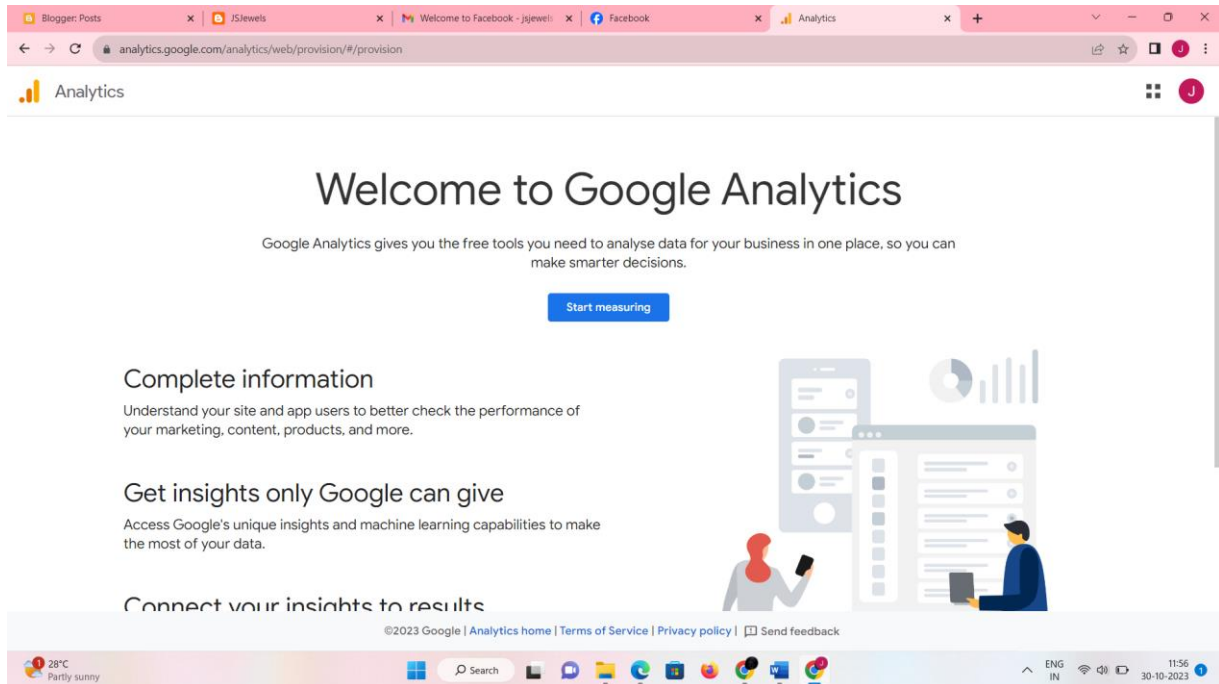 Blogger: Posts
JSJewels
Welcome to Facebook - jsjewels
Facebook
Analytics
analytics.google.com/analytics/web/provision/#/provision
J
Analytics
J
Welcome to Google Analytics
Google Analytics gives you the free tools you need to analyse data for your business in one place, so you can
make smarter decisions.
Start measuring
Complete information
Understand your site and app users to better check the performance of
your marketing, content, products, and more.
Get insights only Google can give
Access Google's unique insights and machine learning capabilities to make
the most of your data.
Connect your insights to results
©2023 Google | Analytics home | Terms of Service | Privacy policy | Send feedback
1
28°C
Partly sunny
Search
ENG
IN
11:56
30-10-2023
1